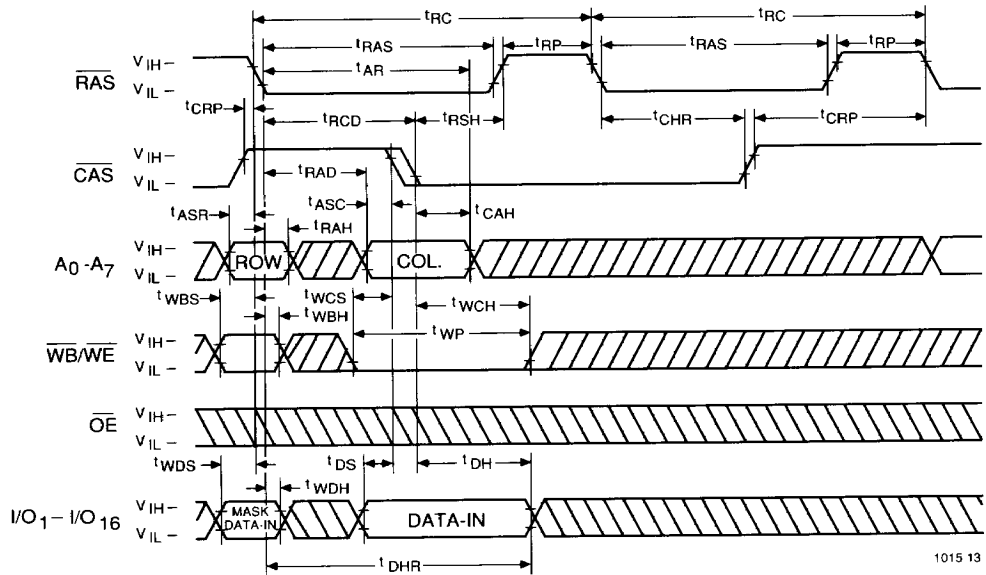 tRC tRC
tRAS tRP tRAS tRP
RAS VIH VIL
tAR
tCRP tRCD tRSH tCHR tCRP
CAS VIH VIL
tRAD
tASC
tASR tRAH tCAH
A0 -A7 VIH VIL
ROW COL.
tWBS tWCS tWCH
tWBH tWP
WB/WE VIH VIL
OE VIH VIL
tWDS tDS tDH
tWDH
I/O1 – I/O16 VIH VIL
MASK DATA-IN
DATA-IN
tDHR
1015 13